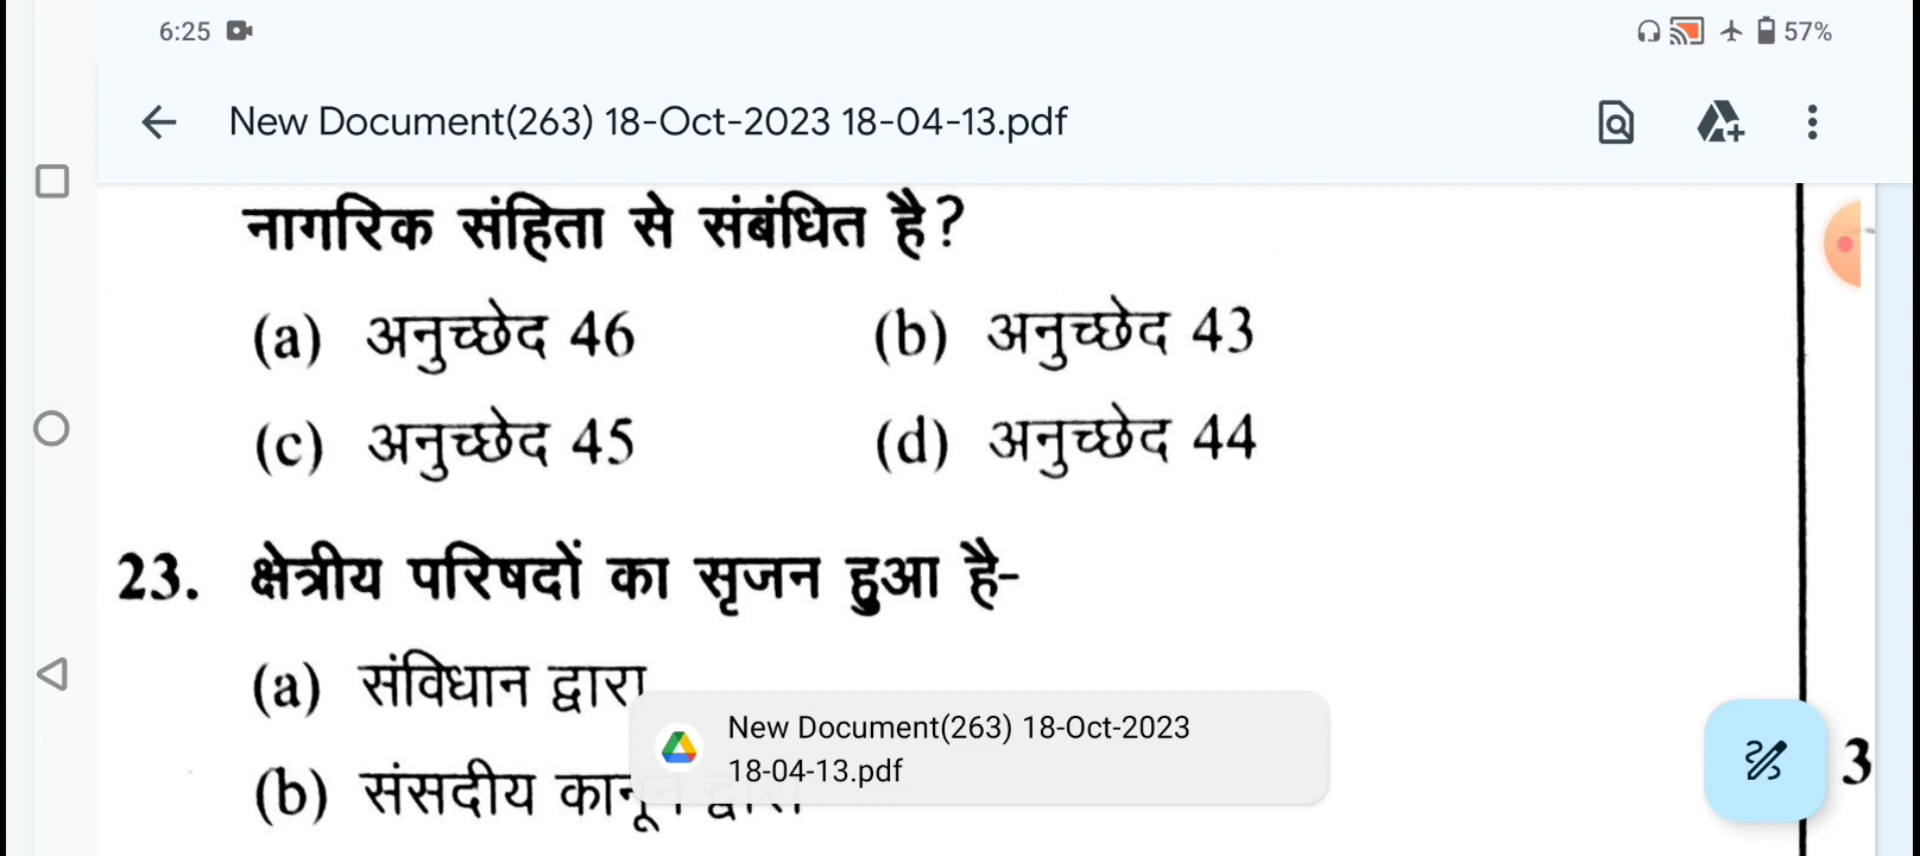 6:25
57%
New Document(263) 18-Oct-2023 18-04-13.pdf
नागरिक संहिता से संबंधित है?
(a) अनुच्छेद 46 (b) अनुच्छेद 43
(c) अनुच्छेद 45 (d) अनुच्छेद 44
23. क्षेत्रीय परिषदों का सृजन हुआ है-
(a) संविधान द्वारा
(b) संसदीय कानून द्वारा
New Document(263) 18-Oct-2023
18-04-13.pdf
3